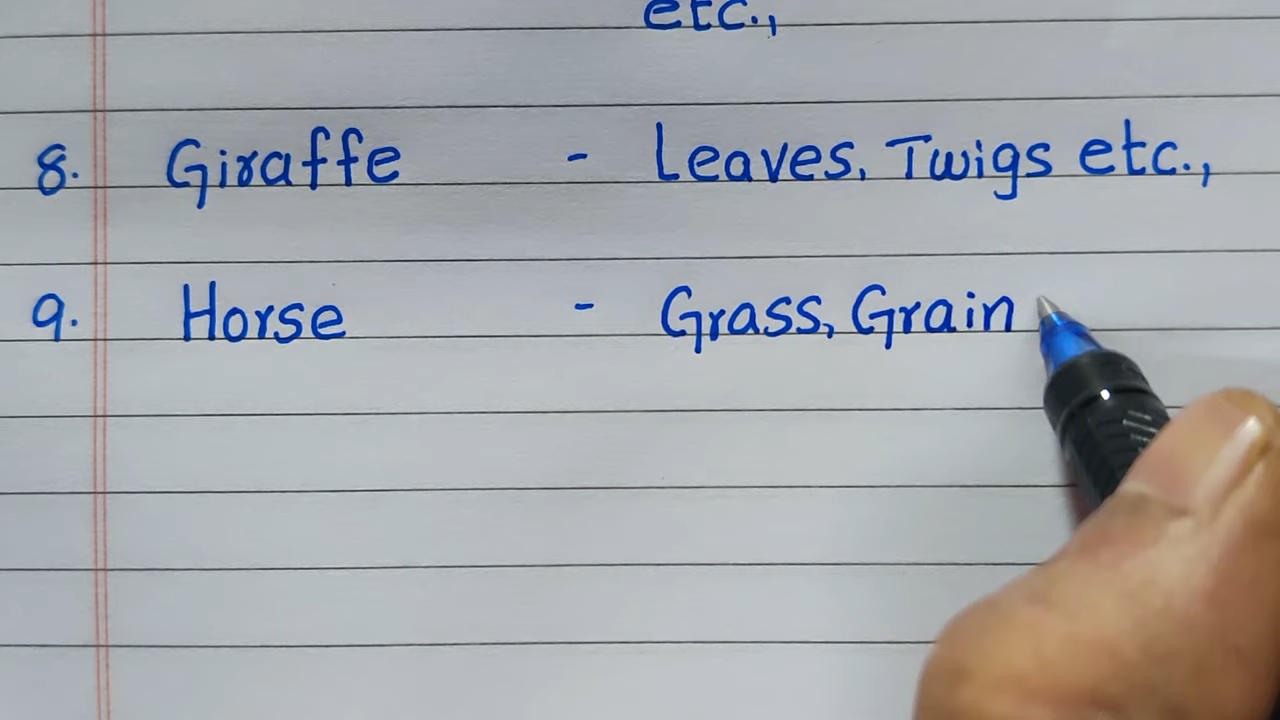 etc.,
8. Giraffe - Leaves, Twigs etc.,
9. Horse - Grass, Grain